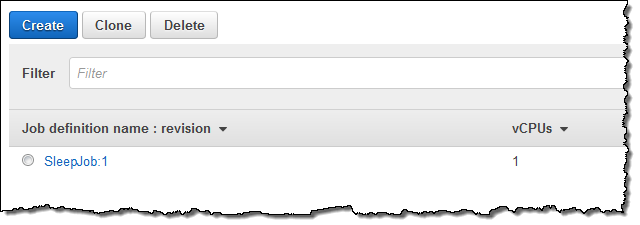 Create Clone Delete
Filter Filter
Job definition name : revision vCPUs
SleepJob:1 1